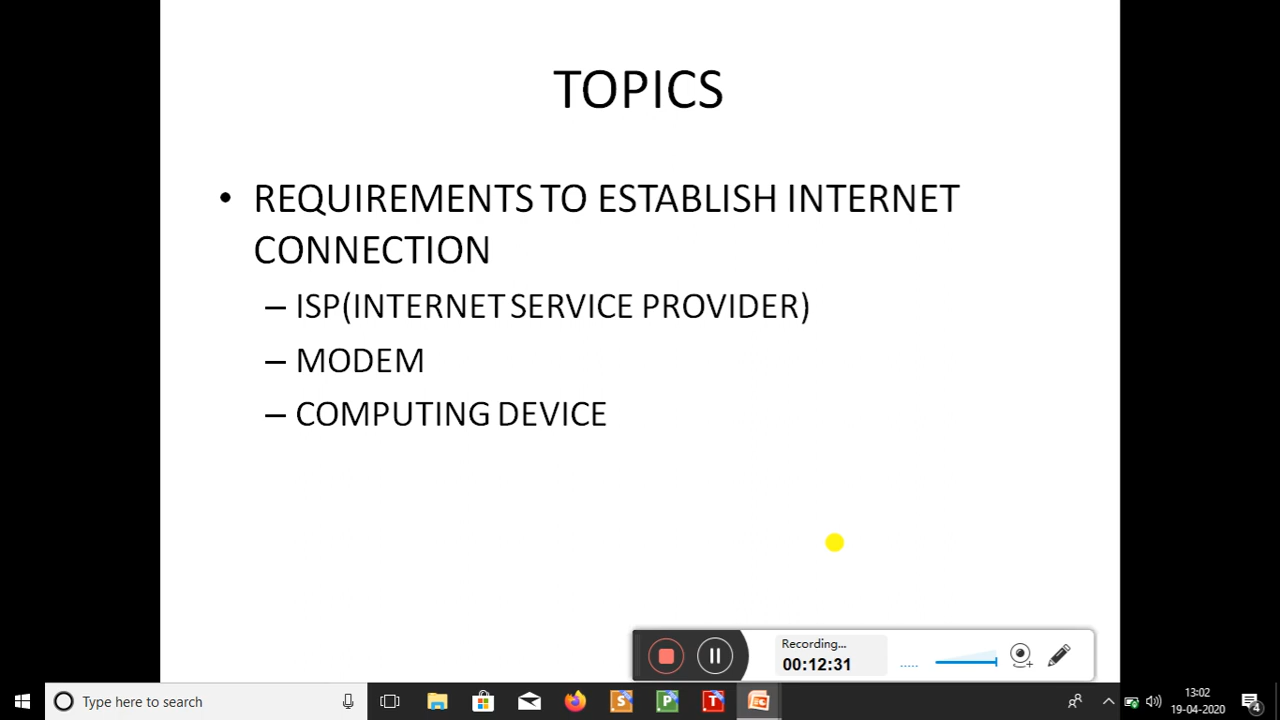 TOPICS
• REQUIREMENTS TO ESTABLISH INTERNET
CONNECTION
– ISP(INTERNET SERVICE PROVIDER)
– MODEM
– COMPUTING DEVICE
Recording...
00:12:31
Type here to search
S
P
T
13:02
19-04-2020
4